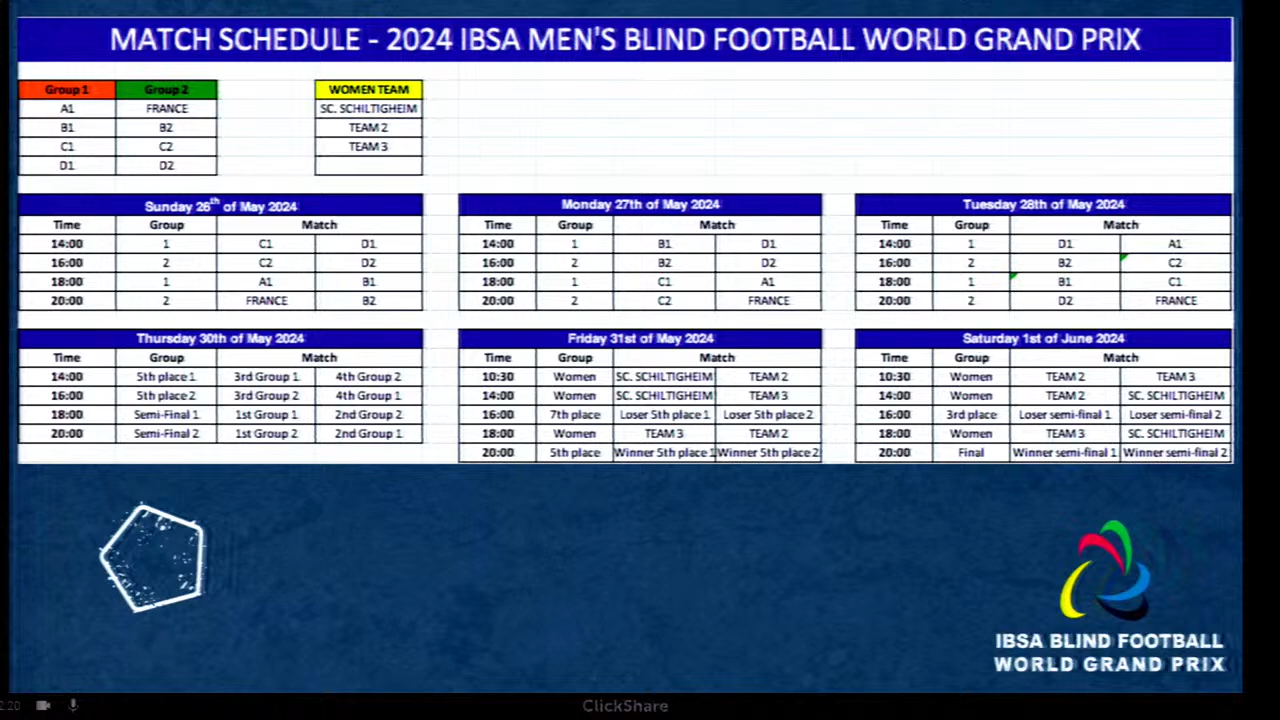 MATCH SCHEDULE - 2024 IBSA MEN'S BLIND FOOTBALL WORLD GRAND PRIX
Group 1 Group 2 WOMEN TEAM
A1 FRANCE SC. SCHILTIGHEIM
B1 B2 TEAM 2
C1 C2 TEAM 3
D1 D2
Sunday 26th of May 2024
Time Group Match
14:00 1 C1 D1
16:00 2 C2 D2
18:00 1 A1 B1
20:00 2 FRANCE B2
Monday 27th of May 2024
Time Group Match
14:00 1 B1 D1
16:00 2 B2 D2
18:00 1 C1 A1
20:00 2 C2 FRANCE
Tuesday 28th of May 2024
Time Group Match
14:00 1 D1 A1
16:00 2 B2 C2
18:00 1 B1 C1
20:00 2 D2 FRANCE
Thursday 30th of May 2024
Time Group Match
14:00 5th place 1 3rd Group 1 4th Group 2
16:00 5th place 2 3rd Group 2 4th Group 1
18:00 Semi-Final 1 1st Group 1 2nd Group 2
20:00 Semi-Final 2 1st Group 2 2nd Group 1
Friday 31st of May 2024
Time Group Match
10:30 Women SC. SCHILTIGHEIM TEAM 2
14:00 Women SC. SCHILTIGHEIM TEAM 3
16:00 7th place Loser 5th place 1 Loser 5th place 2
18:00 Women TEAM 3 TEAM 2
20:00 5th place Winner 5th place 1 Winner 5th place 2
Saturday 1st of June 2024
Time Group Match
10:30 Women TEAM 2 TEAM 3
14:00 Women TEAM 2 SC. SCHILTIGHEIM
16:00 3rd place Loser semi-final 1 Loser semi-final 2
18:00 Women TEAM 3 SC. SCHILTIGHEIM
20:00 Final Winner semi-final 1 Winner semi-final 2
IBSA BLIND FOOTBALL
WORLD GRAND PRIX
ClickShare